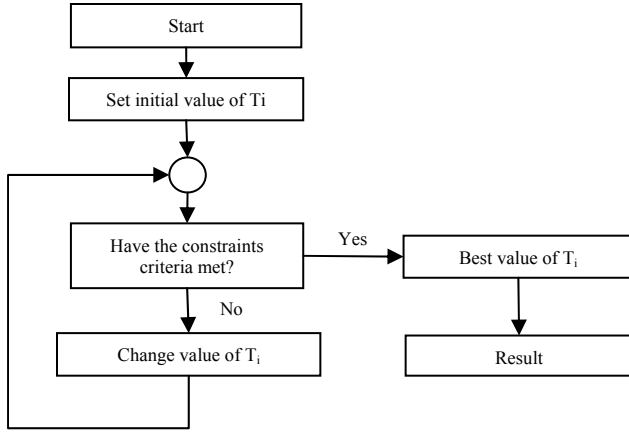 Start
Set initial value of Ti
Have the constraints
criteria met?
Yes
Best value of Tᵢ
No
Change value of Tᵢ
Result